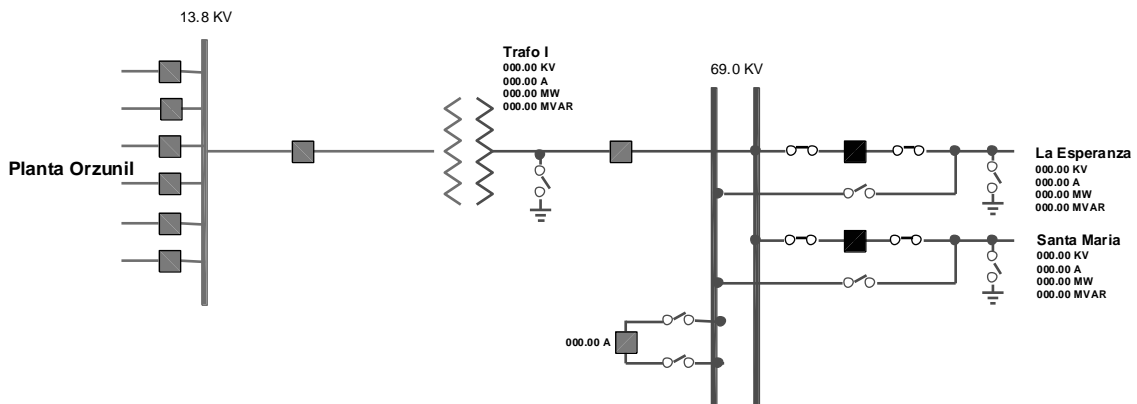 13.8 KV
Trafo I
000.00 KV
000.00 A
000.00 MW
000.00 MVAR
69.0 KV
Planta Orzunil
La Esperanza
000.00 KV
000.00 A
000.00 MW
000.00 MVAR
Santa Maria
000.00 KV
000.00 A
000.00 MW
000.00 MVAR
000.00 A